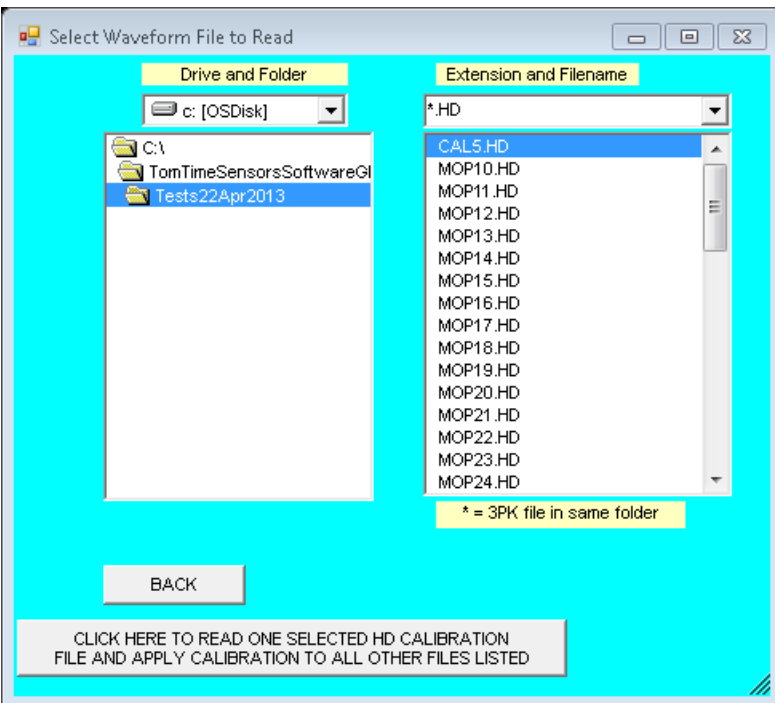 Select Waveform File to Read
Drive and Folder
Extension and Filename
c: [OSDisk]
*.HD
C:\
TomTimeSensorsSoftwareGl
Tests22Apr2013
CAL5.HD
MOP10.HD
MOP11.HD
MOP12.HD
MOP13.HD
MOP14.HD
MOP15.HD
MOP16.HD
MOP17.HD
MOP18.HD
MOP19.HD
MOP20.HD
MOP21.HD
MOP22.HD
MOP23.HD
MOP24.HD
* = 3PK file in same folder
BACK
CLICK HERE TO READ ONE SELECTED HD CALIBRATION
FILE AND APPLY CALIBRATION TO ALL OTHER FILES LISTED